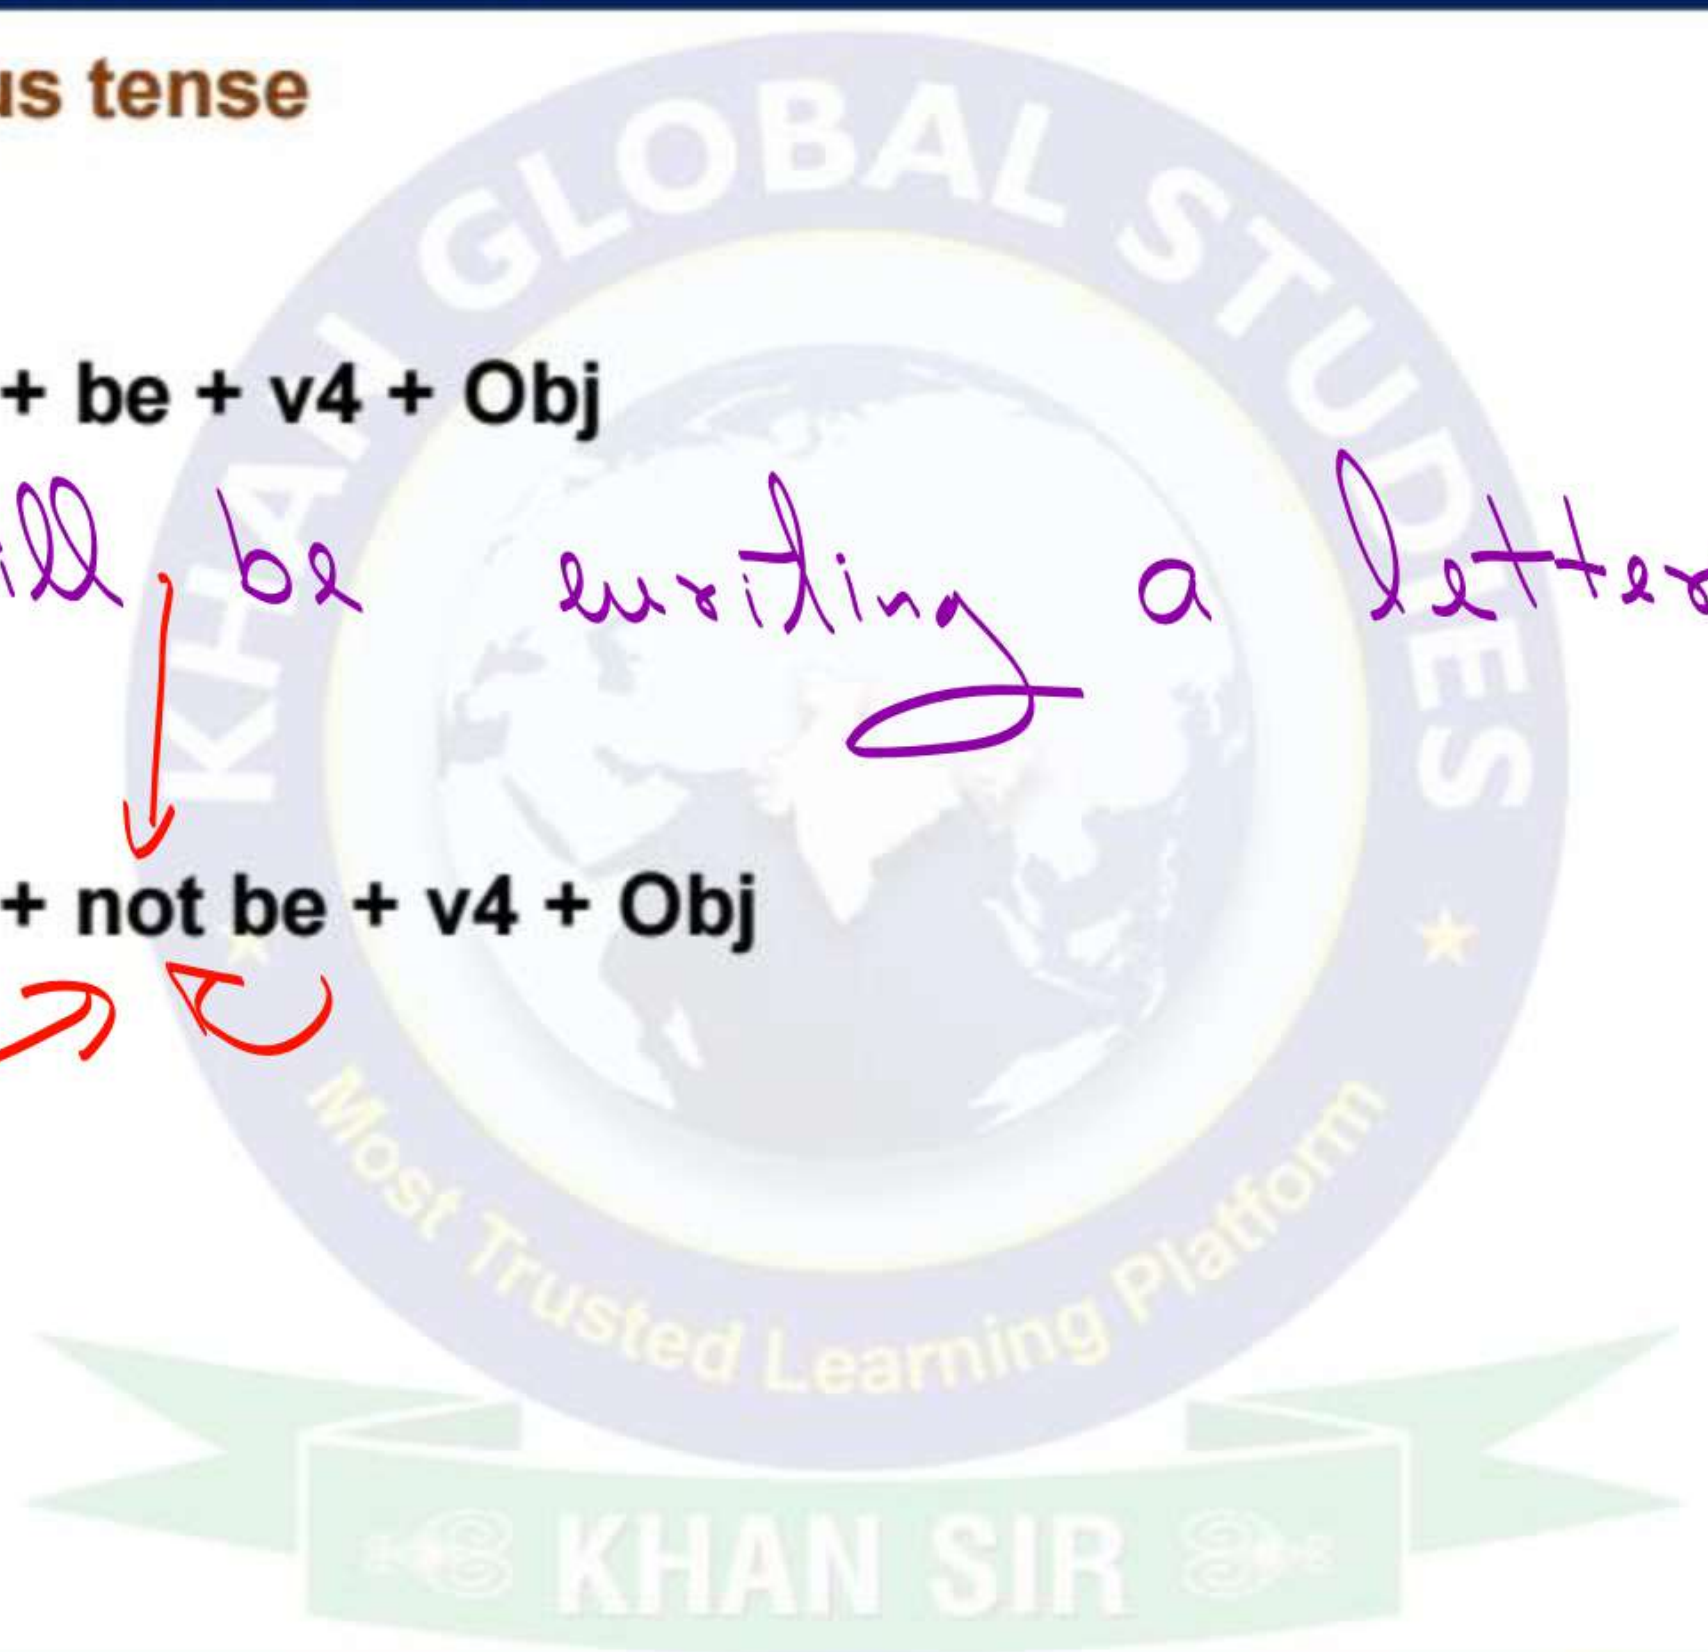 us tense
+ be + v4 + Obj
ill be writing a letter
+ not be + v4 + Obj
KHAN GLOBAL STUDIES
Most Trusted Learning Platform
KHAN SIR